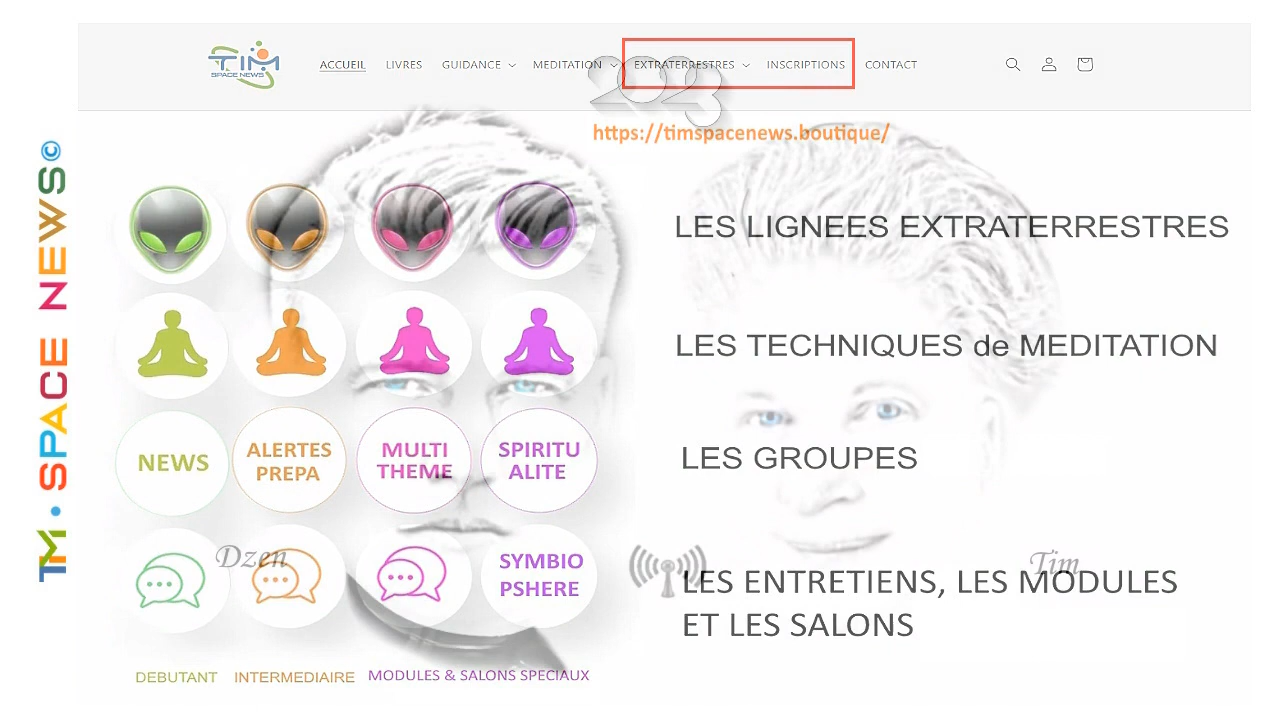 TIM
SPACE NEWS
ACCUEIL LIVRES GUIDANCE MEDITATION EXTRATERRESTRES INSCRIPTIONS CONTACT
2023
https://timspacenews.boutique/
TIM • SPACE NEWS©
LES LIGNEES EXTRATERRESTRES
LES TECHNIQUES de MEDITATION
NEWS
ALERTES
PREPA
MULTI
THEME
SPIRITU
ALITE
LES GROUPES
Dzen
SYMBIO
PSHERE
Tim
LES ENTRETIENS, LES MODULES
ET LES SALONS
DEBUTANT INTERMEDIAIRE MODULES & SALONS SPECIAUX